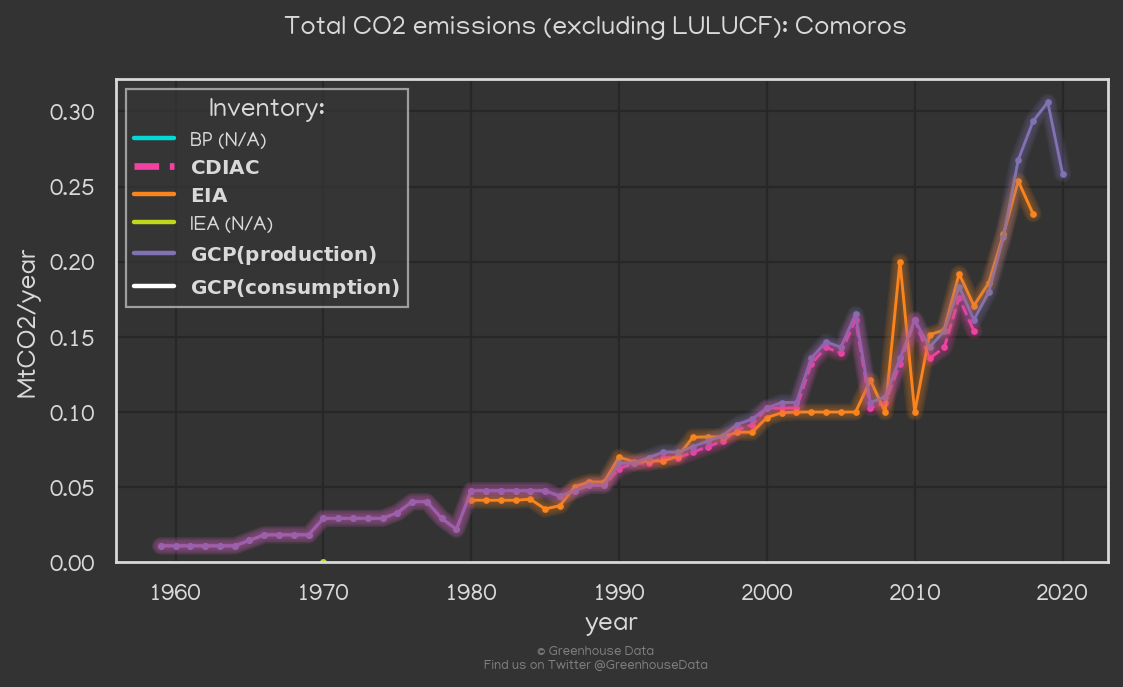 Total CO2 emissions (excluding LULUCF): Comoros
Inventory:
BP (N/A)
CDIAC
EIA
IEA (N/A)
GCP(production)
GCP(consumption)
MtCO2/year
0.30
0.25
0.20
0.15
0.10
0.05
0.00
1960 1970 1980 1990 2000 2010 2020
year
© Greenhouse Data
Find us on Twitter @GreenhouseData